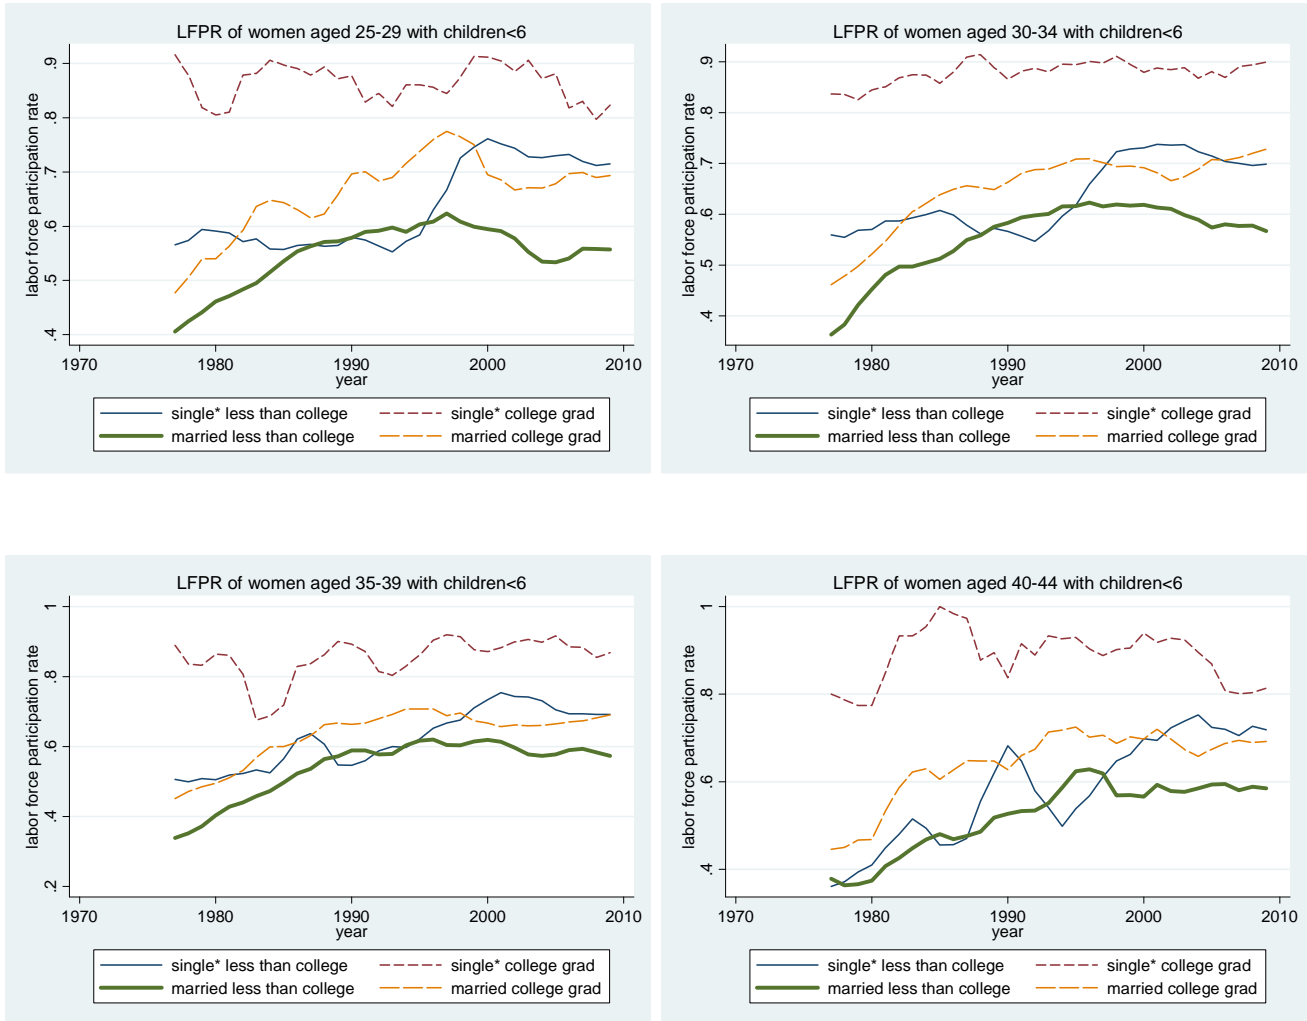 LFPR of women aged 25-29 with children<6
labor force participation rate
.9
.8
.7
.6
.5
.4
1970 1980 1990 2000 2010
year
single* less than college single* college grad
married less than college married college grad
LFPR of women aged 30-34 with children<6
labor force participation rate
.9
.8
.7
.6
.5
.4
1970 1980 1990 2000 2010
year
single* less than college single* college grad
married less than college married college grad
LFPR of women aged 35-39 with children<6
labor force participation rate
1
.8
.6
.4
.2
1970 1980 1990 2000 2010
year
single* less than college single* college grad
married less than college married college grad
LFPR of women aged 40-44 with children<6
labor force participation rate
1
.8
.6
.4
1970 1980 1990 2000 2010
year
single* less than college single* college grad
married less than college married college grad